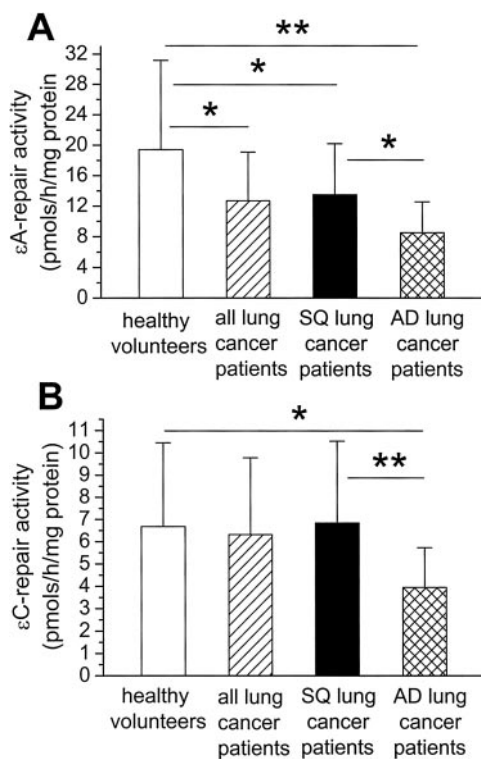 A
**
*
*
*
εA-repair activity
(pmols/h/mg protein
32
28
24
20
16
12
8
4
0
healthy
volunteers
all lung
cancer
patients
SQ lung
cancer
patients
AD lung
cancer
patients
B
*
**
εC-repair activity
(pmols/h/mg protein)
11
10
9
8
7
6
5
4
3
2
1
0
healthy
volunteers
all lung
cancer
patients
SQ lung
cancer
patients
AD lung
cancer
patients